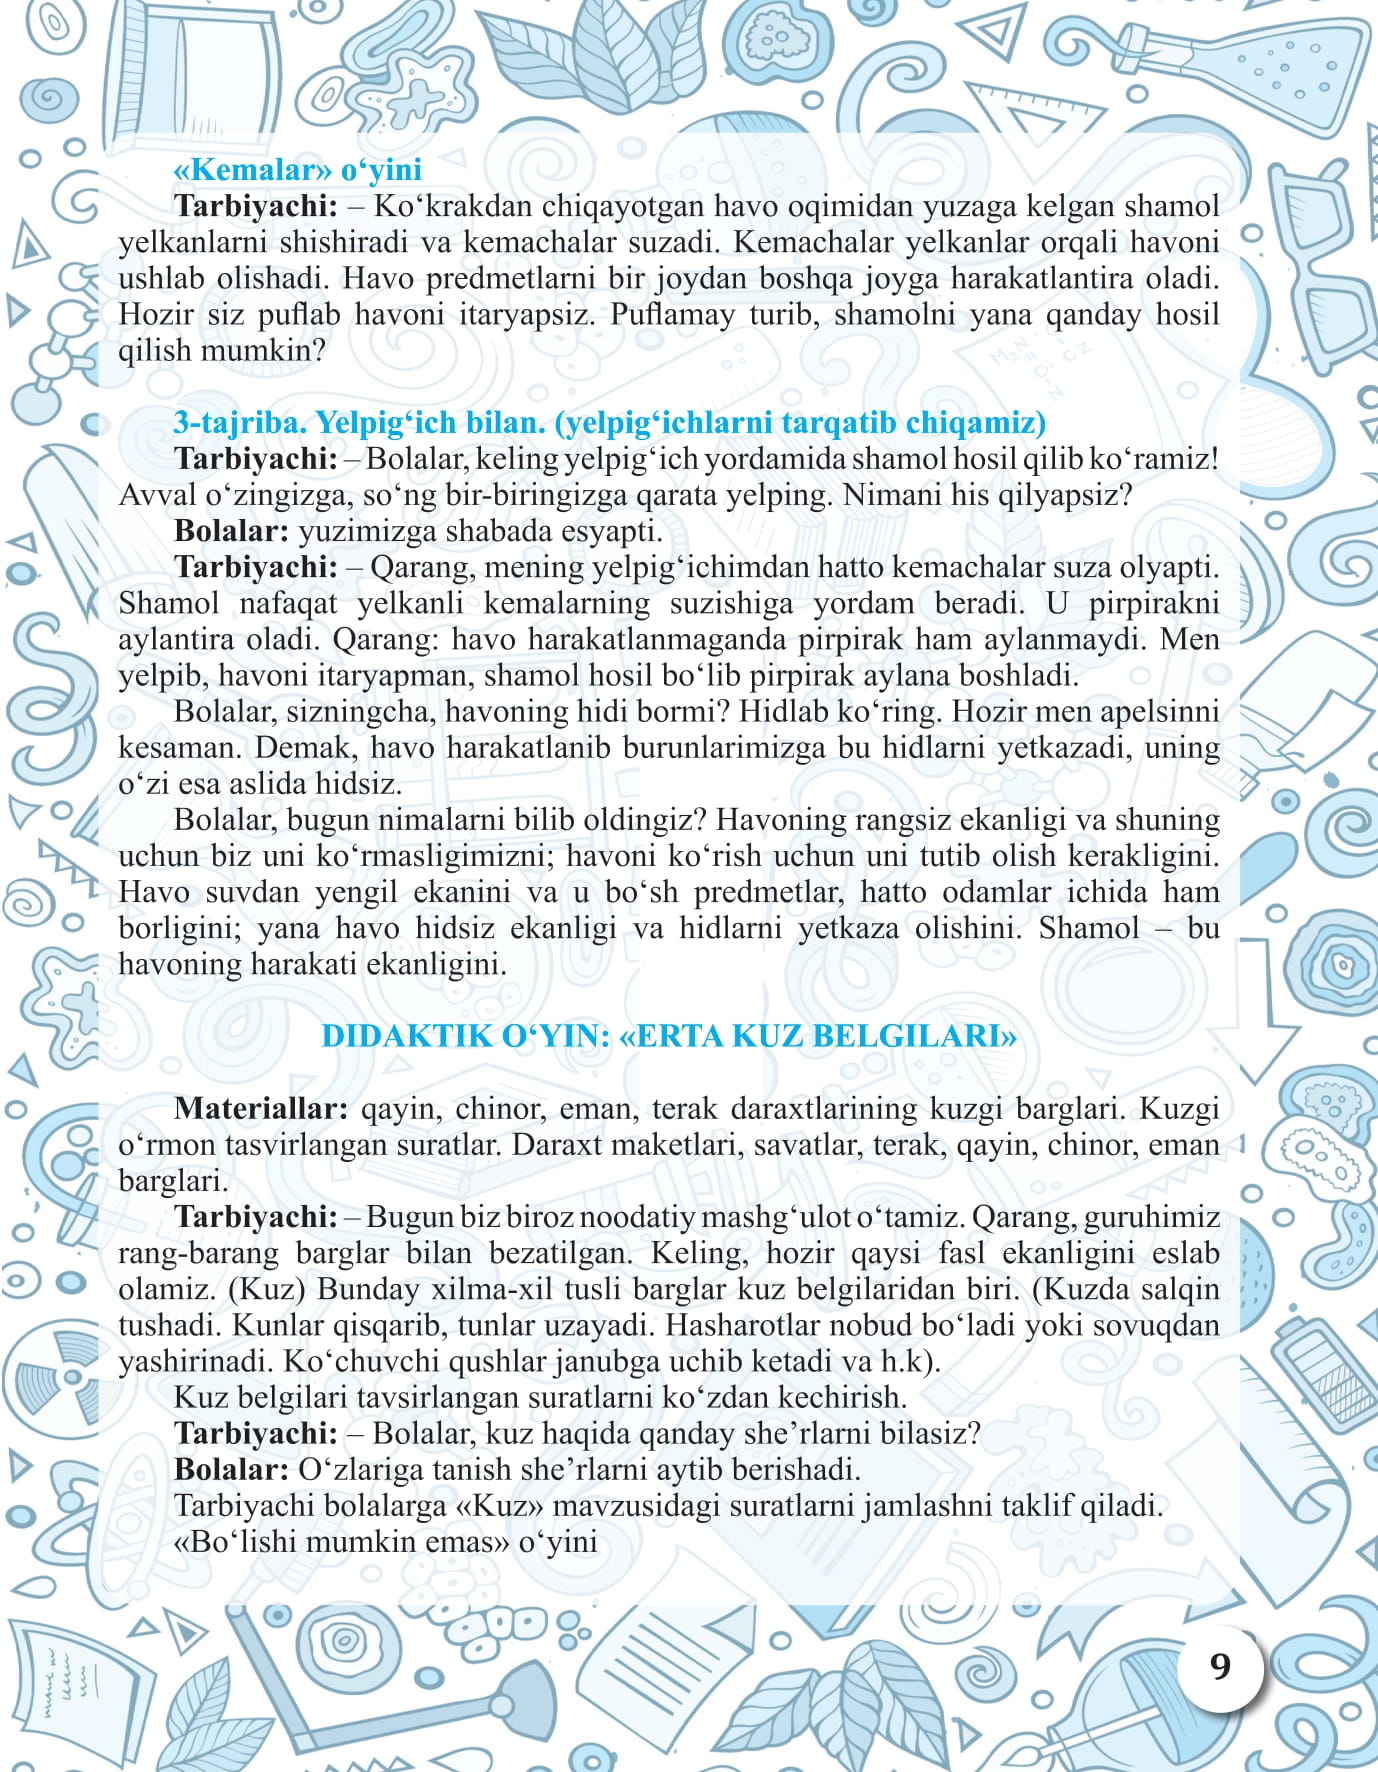 «Kemalar» o‘yini
Tarbiyachi: – Ko‘krakdan chiqayotgan havo oqimidan yuzaga kelgan shamol
yelkanlarni shishiradi va kemachalar suzadi. Kemachalar yelkanlar orqali havoni
ushlab olishadi. Havo predmetlarni bir joydan boshqa joyga harakatlantira oladi.
Hozir siz puflab havoni itaryapsiz. Puflamay turib, shamolni yana qanday hosil
qilish mumkin?
3-tajriba. Yelpig‘ich bilan. (yelpig‘ichlarni tarqatib chiqamiz)
Tarbiyachi: – Bolalar, keling yelpig‘ich yordamida shamol hosil qilib ko‘ramiz!
Avval o‘zingizga, so‘ng bir-biringizga qarata yelping. Nimani his qilyapsiz?
Bolalar: yuzimizga shabada esyapti.
Tarbiyachi: – Qarang, mening yelpig‘ichimdan hatto kemachalar suza olyapti.
Shamol nafaqat yelkanli kemalarning suzishiga yordam beradi. U pirpirakni
aylantira oladi. Qarang: havo harakatlanmaganda pirpirak ham aylanmaydi. Men
yelpib, havoni itaryapman, shamol hosil bo‘lib pirpirak aylana boshladi.
Bolalar, sizningcha, havoning hidi bormi? Hidlab ko‘ring. Hozir men apelsinni
kesaman. Demak, havo harakatlanib burunlarimizga bu hidlarni yetkazadi, uning
o‘zi esa aslida hidsiz.
Bolalar, bugun nimalarni bilib oldingiz? Havoning rangsiz ekanligi va shuning
uchun biz uni ko‘rmasligimizni; havoni ko‘rish uchun uni tutib olish kerakligini.
Havo suvdan yengil ekanini va u bo‘sh predmetlar, hatto odamlar ichida ham
borligini; yana havo hidsiz ekanligi va hidlarni yetkaza olishini. Shamol – bu
havoning harakati ekanligini.
DIDAKTIK O‘YIN: «ERTA KUZ BELGILARI»
Materiallar: qayin, chinor, eman, terak daraxtlarining kuzgi barglari. Kuzgi
o‘rmon tasvirlangan suratlar. Daraxt maketlari, savatlar, terak, qayin, chinor, eman
barglari.
Tarbiyachi: – Bugun biz biroz noodatiy mashg‘ulot o‘tamiz. Qarang, guruhimiz
rang-barang barglar bilan bezatilgan. Keling, hozir qaysi fasl ekanligini eslab
olamiz. (Kuz) Bunday xilma-xil tusli barglar kuz belgilaridan biri. (Kuzda salqin
tushadi. Kunlar qisqarib, tunlar uzayadi. Hasharotlar nobud bo‘ladi yoki sovuqdan
yashirinadi. Ko‘chuvchi qushlar janubga uchib ketadi va h.k).
Kuz belgilari tavsirlangan suratlarni ko‘zdan kechirish.
Tarbiyachi: – Bolalar, kuz haqida qanday she’rlarni bilasiz?
Bolalar: O‘zlariga tanish she’rlarni aytib berishadi.
Tarbiyachi bolalarga «Kuz» mavzusidagi suratlarni jamlashni taklif qiladi.
«Bo‘lishi mumkin emas» o‘yini
9